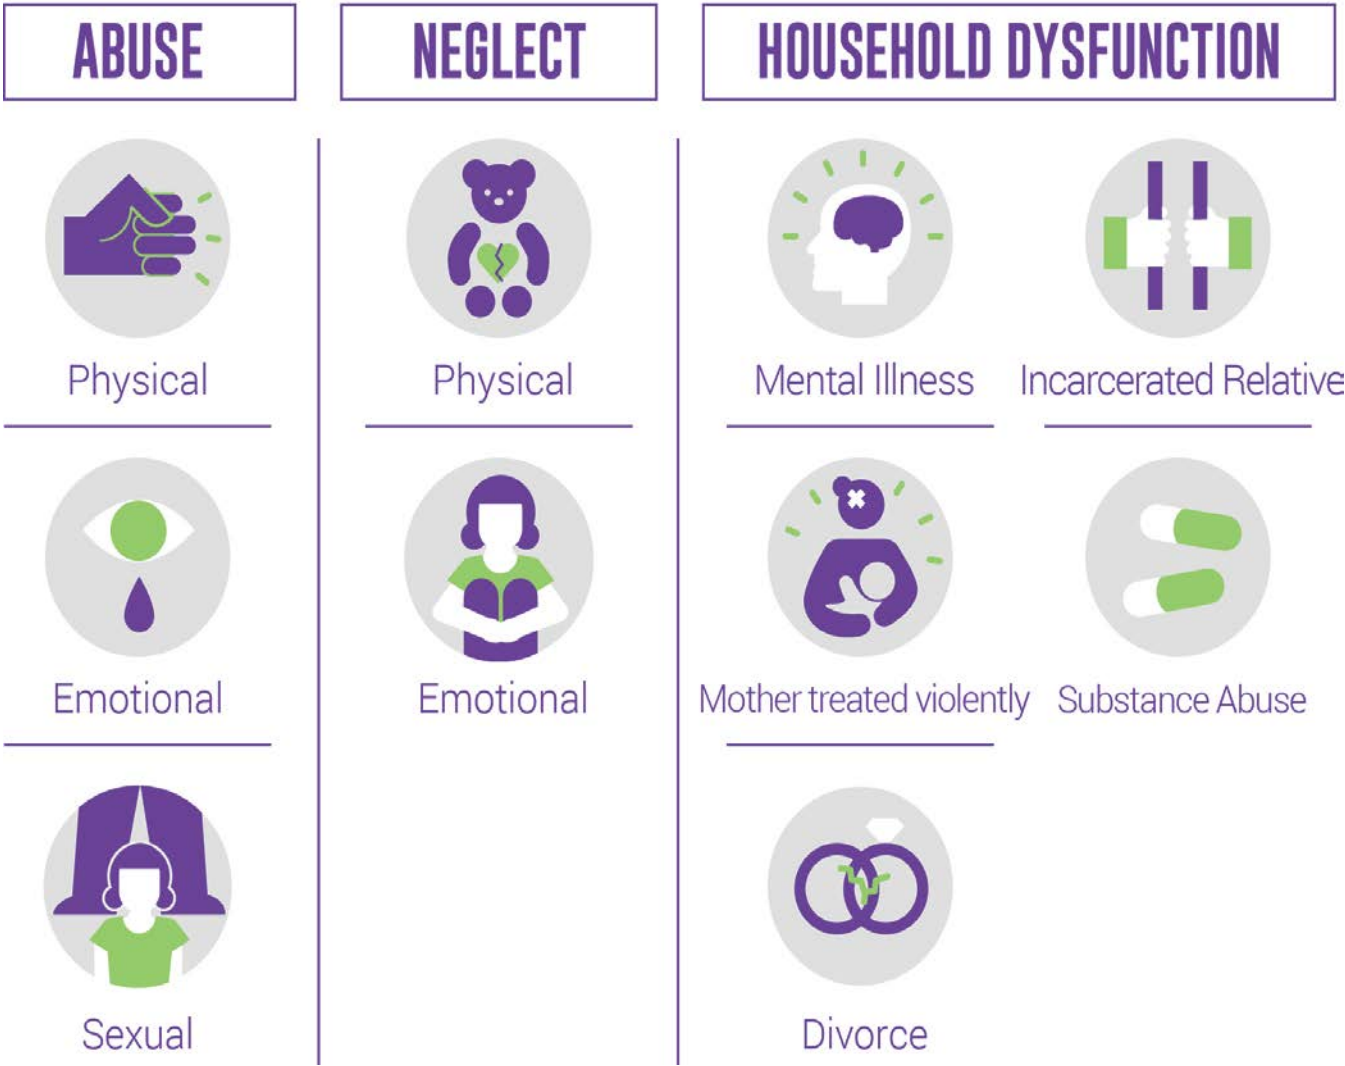 ABUSE
NEGLECT
HOUSEHOLD DYSFUNCTION
Physical
Physical
Mental Illness
Incarcerated Relative
Emotional
Emotional
Mother treated violently
Substance Abuse
Sexual
Divorce